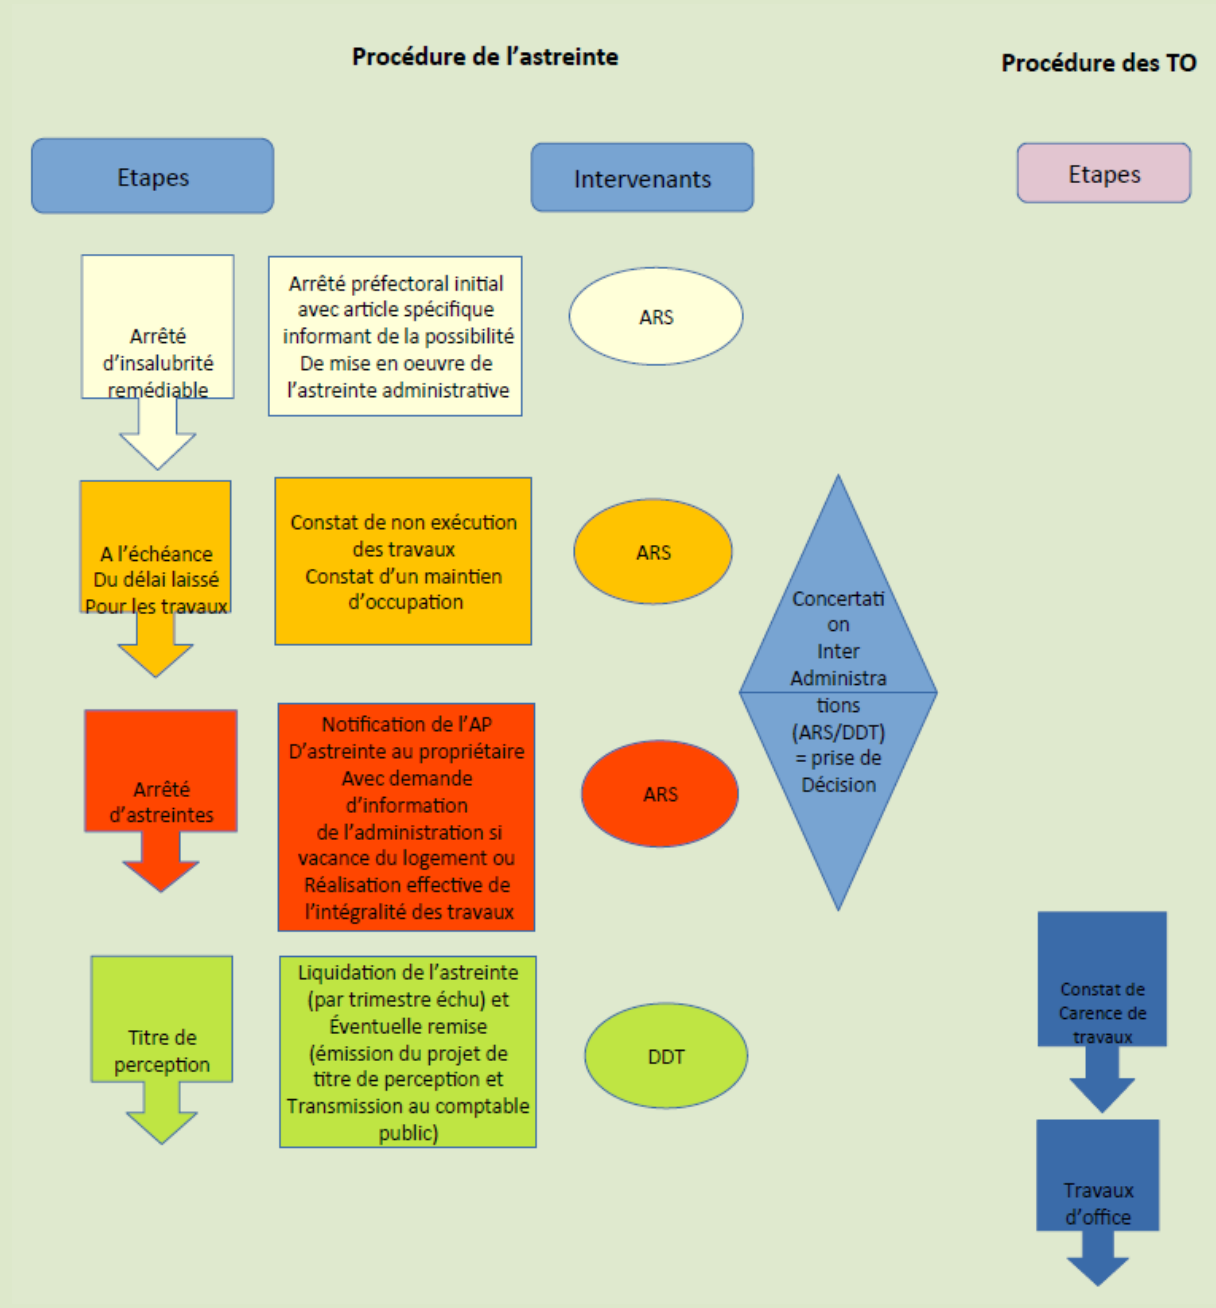 Procédure de l’astreinte
Procédure des TO
Etapes
Intervenants
Etapes
Arrêté
d’insalubrité
remédiable
Arrêté préfectoral initial
avec article spécifique
informant de la possibilité
De mise en oeuvre de
l’astreinte administrative
ARS
A l’échéance
Du délai laissé
Pour les travaux
Constat de non exécution
des travaux
Constat d’un maintien
d’occupation
ARS
Concertati
on
Inter
Administra
tions
(ARS/DDT)
= prise de
Décision
Arrêté
d’astreintes
Notification de l’AP
D’astreinte au propriétaire
Avec demande
d’information
de l’administration si
vacance du logement ou
Réalisation effective de
l’intégralité des travaux
ARS
Titre de
perception
Liquidation de l’astreinte
(par trimestre échu) et
Éventuelle remise
(émission du projet de
titre de perception et
Transmission au comptable
public)
DDT
Constat de
Carence de
travaux
Travaux
d’office